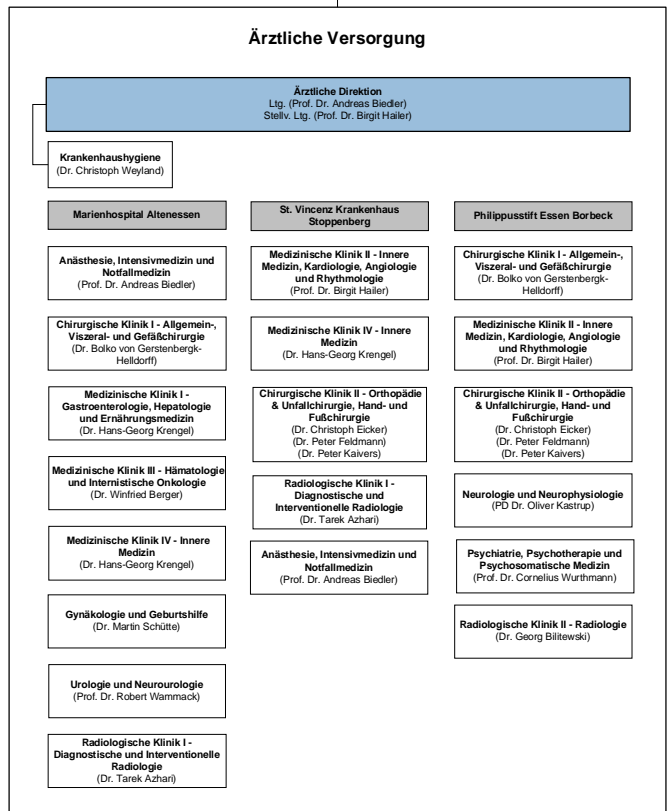 Ärztliche Versorgung
Ärztliche Direktion
Ltg. (Prof. Dr. Andreas Biedler)
Stellv. Ltg. (Prof. Dr. Birgit Hailer)
Krankenhaushygiene
(Dr. Christoph Weyland)
Marienhospital Altenessen
Anästhesie, Intensivmedizin und
Notfallmedizin
(Prof. Dr. Andreas Biedler)
Chirurgische Klinik I - Allgemein-,
Viszeral- und Gefäßchirurgie
(Dr. Bolko von Gerstenbergk-
Helldorff)
Medizinische Klinik I -
Gastroenterologie, Hepatologie
und Ernährungsmedizin
(Dr. Hans-Georg Krengel)
Medizinische Klinik III - Hämatologie
und Internistische Onkologie
(Dr. Winfried Berger)
Medizinische Klinik IV - Innere
Medizin
(Dr. Hans-Georg Krengel)
Gynäkologie und Geburtshilfe
(Dr. Martin Schütte)
Urologie und Neurourologie
(Prof. Dr. Robert Wammack)
Radiologische Klinik I -
Diagnostische und Interventionelle
Radiologie
(Dr. Tarek Azhari)
St. Vincenz Krankenhaus
Stoppenberg
Medizinische Klinik II - Innere
Medizin, Kardiologie, Angiologie
und Rhythmologie
(Prof. Dr. Birgit Hailer)
Medizinische Klinik IV - Innere
Medizin
(Dr. Hans-Georg Krengel)
Chirurgische Klinik II - Orthopädie
& Unfallchirurgie, Hand- und
Fußchirurgie
(Dr. Christoph Eicker)
(Dr. Peter Feldmann)
(Dr. Peter Kaivers)
Radiologische Klinik I -
Diagnostische und
Interventionelle Radiologie
(Dr. Tarek Azhari)
Anästhesie, Intensivmedizin und
Notfallmedizin
(Prof. Dr. Andreas Biedler)
Philippusstift Essen Borbeck
Chirurgische Klinik I - Allgemein-,
Viszeral- und Gefäßchirurgie
(Dr. Bolko von Gerstenbergk-
Helldorff)
Medizinische Klinik II - Innere
Medizin, Kardiologie, Angiologie
und Rhythmologie
(Prof. Dr. Birgit Hailer)
Chirurgische Klinik II - Orthopädie
& Unfallchirurgie, Hand- und
Fußchirurgie
(Dr. Christoph Eicker)
(Dr. Peter Feldmann)
(Dr. Peter Kaivers)
Neurologie und Neurophysiologie
(PD Dr. Oliver Kastrup)
Psychiatrie, Psychotherapie und
Psychosomatische Medizin
(Prof. Dr. Cornelius Wurthmann)
Radiologische Klinik II - Radiologie
(Dr. Georg Bilitewski)